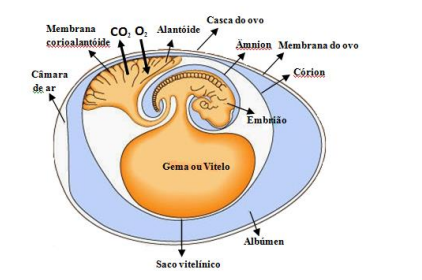 Casca do ovo
Membrana
corioalantóide
CO₂ O₂
Alantóide
Âmnion
Membrana do ovo
Córion
Câmara
de ar
Embrião
Gema ou Vitelo
Albúmen
Saco vitelínico